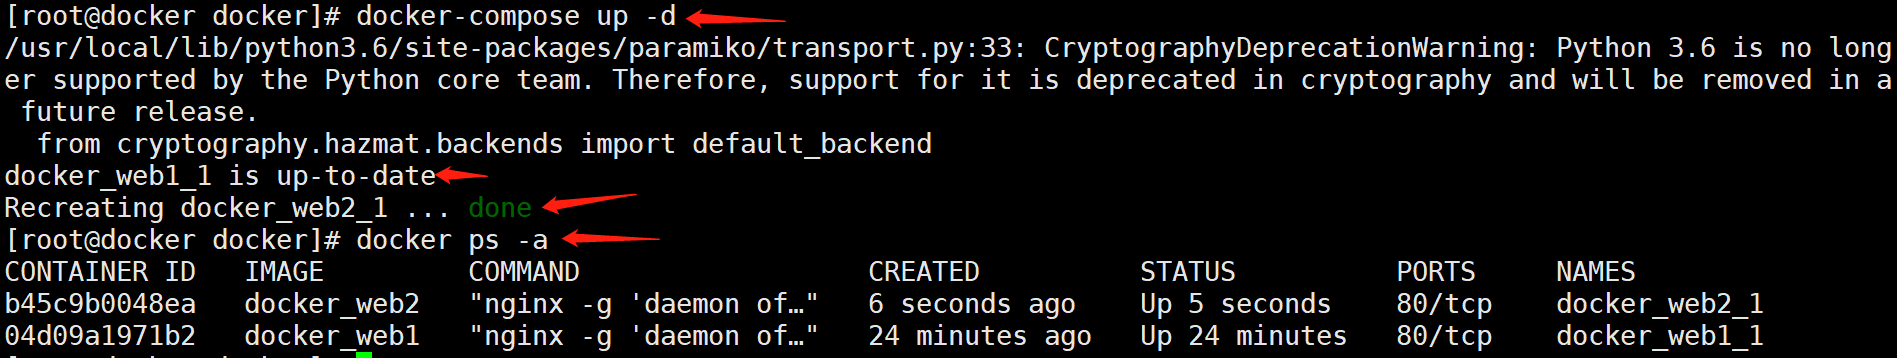 [root@docker docker]# docker-compose up -d
/usr/local/lib/python3.6/site-packages/paramiko/transport.py:33: CryptographyDeprecationWarning: Python 3.6 is no long
er supported by the Python core team. Therefore, support for it is deprecated in cryptography and will be removed in a
 future release.
  from cryptography.hazmat.backends import default_backend
docker_web1_1 is up-to-date
Recreating docker_web2_1 ... done
[root@docker docker]# docker ps -a
CONTAINER ID   IMAGE         COMMAND                  CREATED          STATUS          PORTS     NAMES
b45c9b0048ea   docker_web2   "nginx -g 'daemon of…"   6 seconds ago    Up 5 seconds    80/tcp    docker_web2_1
04d09a1971b2   docker_web1   "nginx -g 'daemon of…"   24 minutes ago   Up 24 minutes   80/tcp    docker_web1_1